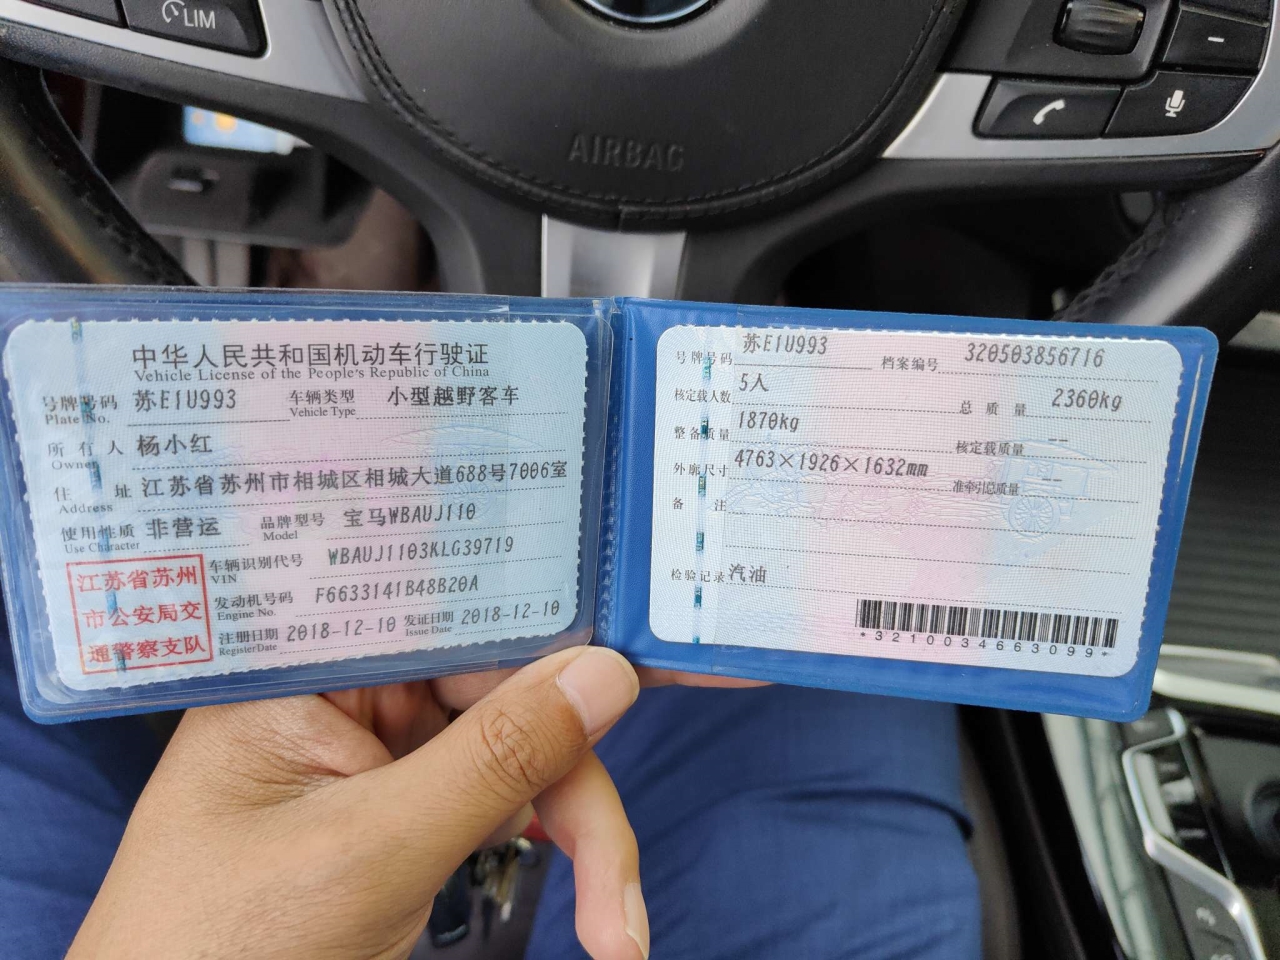 LIM
AIRBAG
中华人民共和国机动车行驶证
Vehicle License of the People's Republic of China
号牌号码 苏E1U993 车辆类型 小型越野客车
Plate No. Vehicle Type
所有人 杨小红
Owner
住址 江苏省苏州市相城区相城大道688号7006室
Address
使用性质 非营运 品牌型号 宝马WBAUJ110
Use Character Model
车辆识别代号 WBAUJ1103KLG39719
VIN
发动机号码 F6633141B48B20A
Engine No.
注册日期 2018-12-10 发证日期 2018-12-10
Register Date Issue Date
江苏省苏州
市公安局交
通警察支队
号牌号码 苏E1U993 档案编号 320503856716
核定载人数 5人 总质量 2360kg
整备质量 1870kg 核定载质量 --
外廓尺寸 4763×1926×1632mm 准牵引总质量 --
备注
检验记录 汽油
*3210034663099*